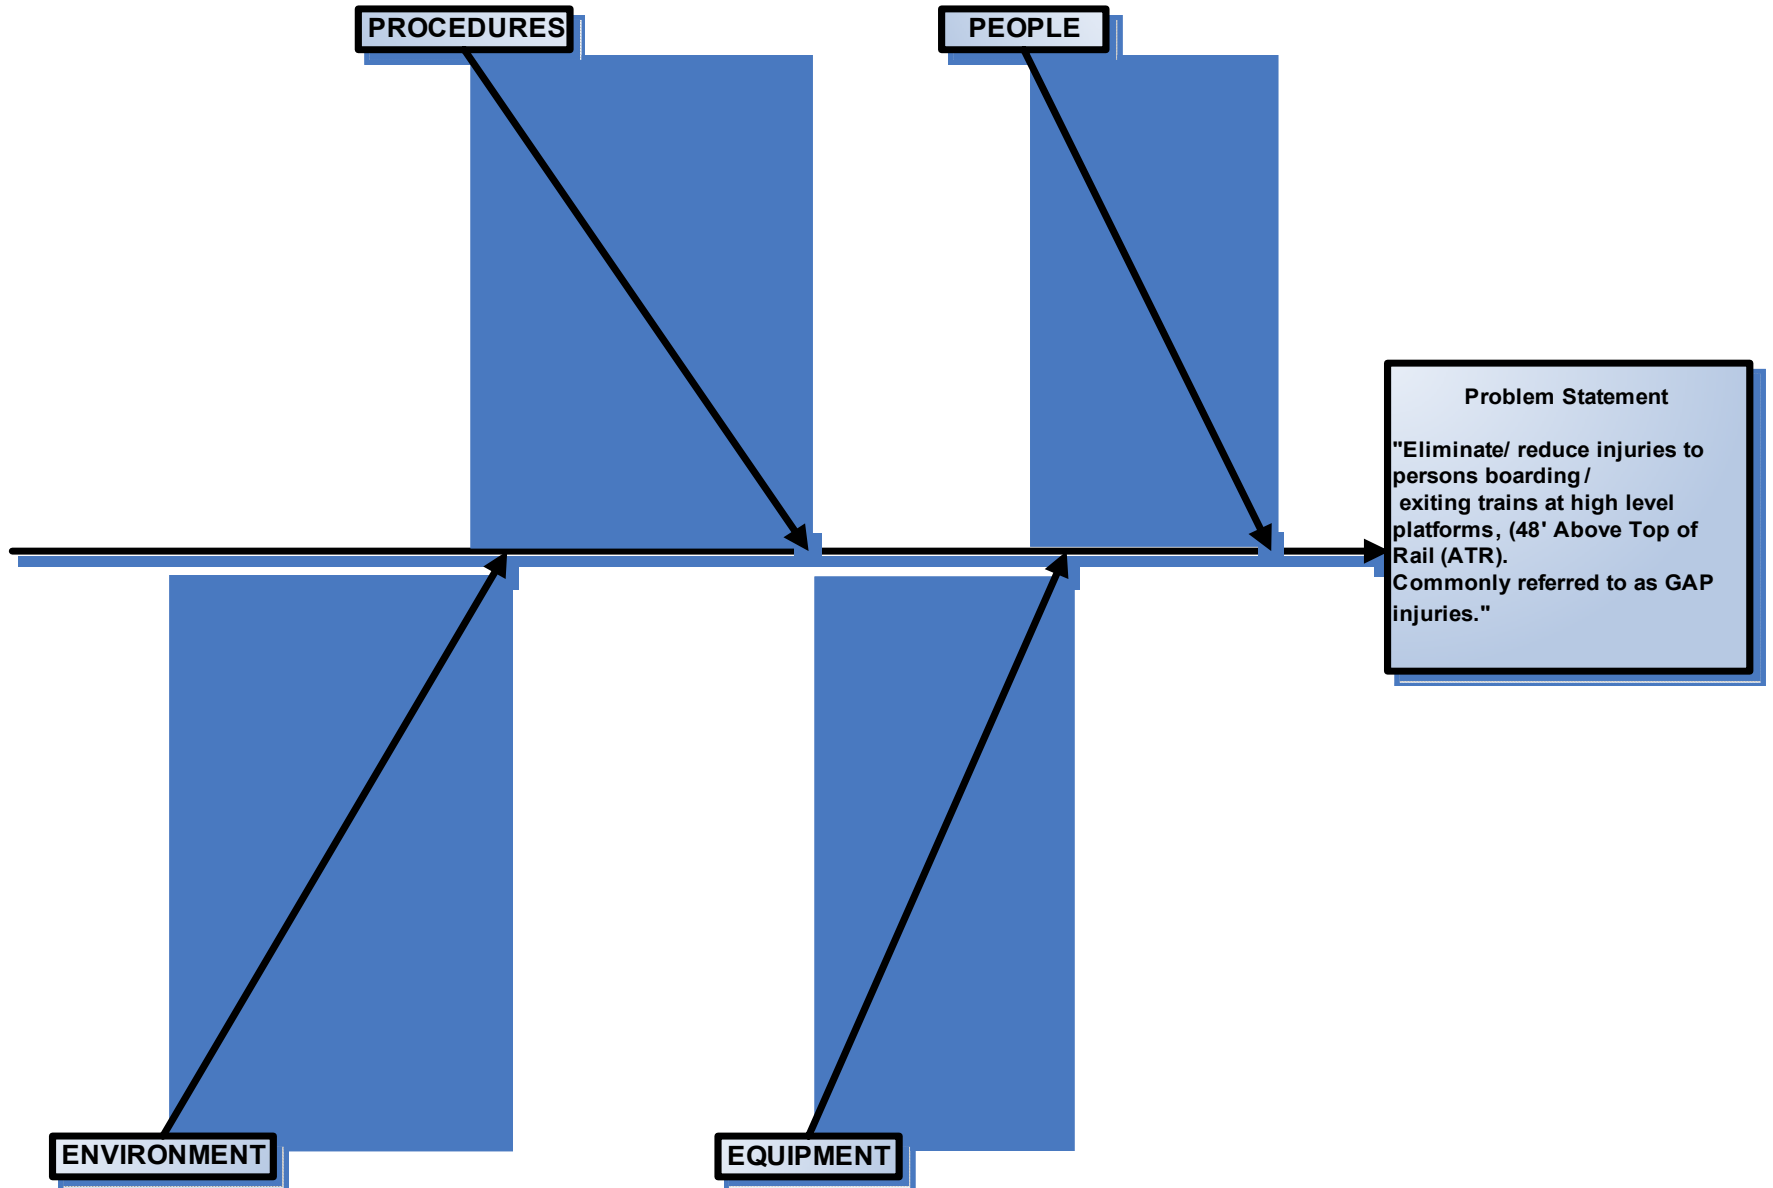 PROCEDURES
PEOPLE
Problem Statement
"Eliminate/ reduce injuries to
persons boarding/
exiting trains at high level
platforms, (48' Above Top of
Rail (ATR).
Commonly referred to as GAP
injuries."
ENVIRONMENT
EQUIPMENT